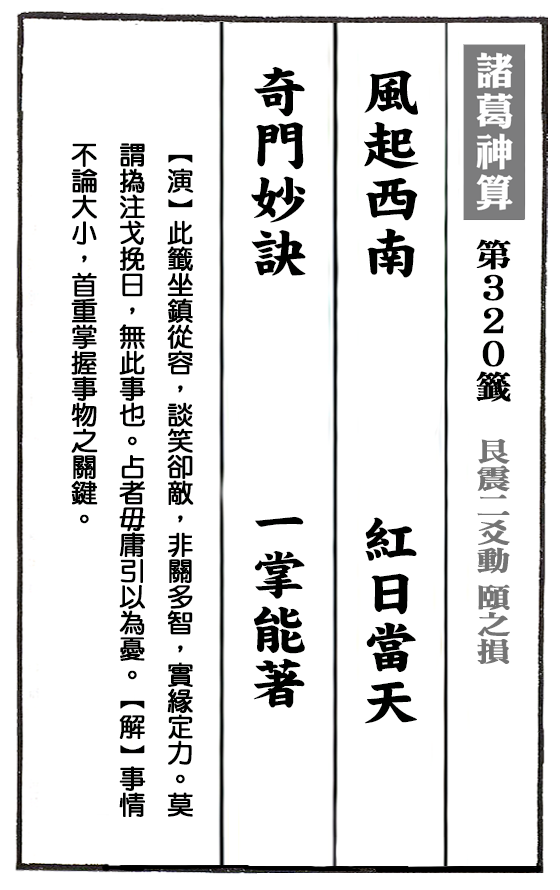 諸葛神算 第320籤 艮震二爻動 頤之損
風起西南 紅日當天
奇門妙訣 一掌能著
【演】此籤坐鎮從容，談笑卻敵，非關多智，實緣定力。莫
謂撝注戈挽日，無此事也。占者毋庸引以為憂。【解】事情
不論大小，首重掌握事物之關鍵。